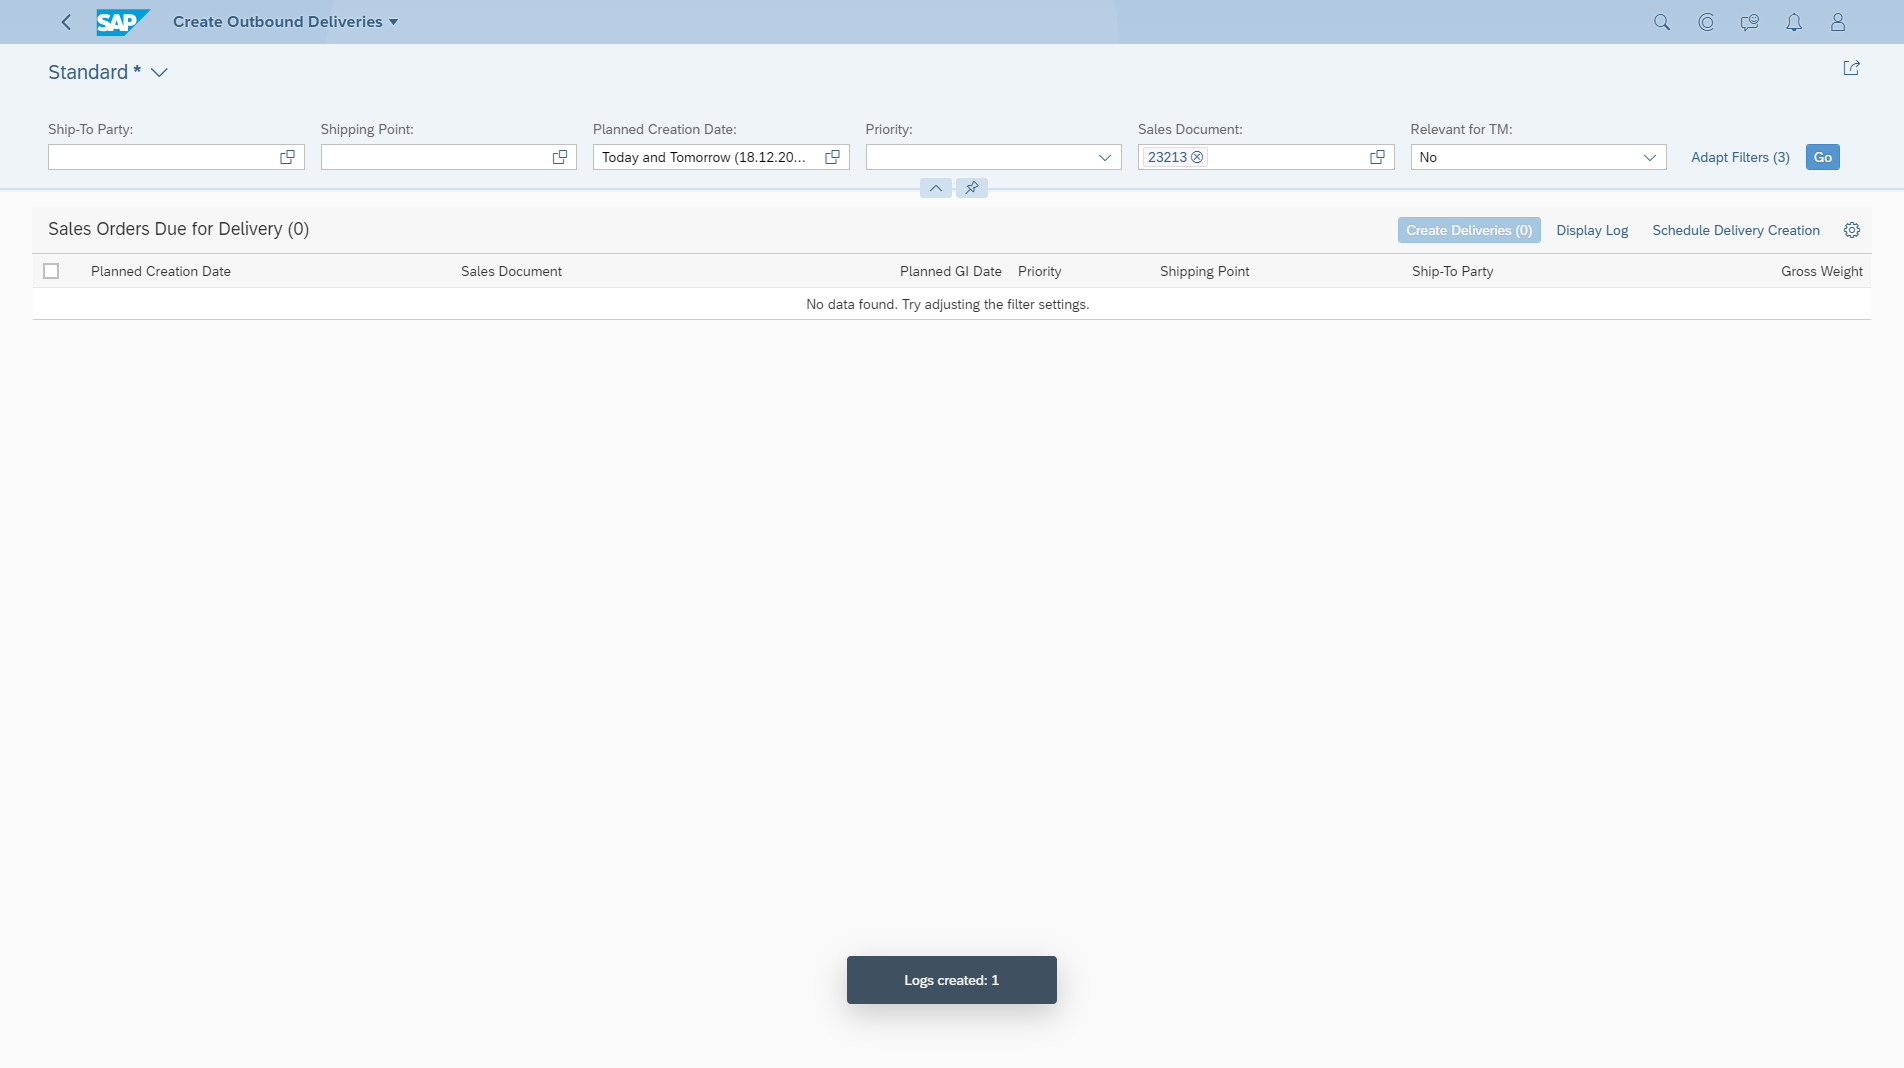 SAP Create Outbound Deliveries
Standard *
Ship-To Party: Shipping Point: Planned Creation Date: Priority: Sales Document: Relevant for TM:
Today and Tomorrow (18.12.20... 23213 No Adapt Filters (3) Go
Sales Orders Due for Delivery (0) Create Deliveries (0) Display Log Schedule Delivery Creation
Planned Creation Date Sales Document Planned GI Date Priority Shipping Point Ship-To Party Gross Weight
No data found. Try adjusting the filter settings.
Logs created: 1